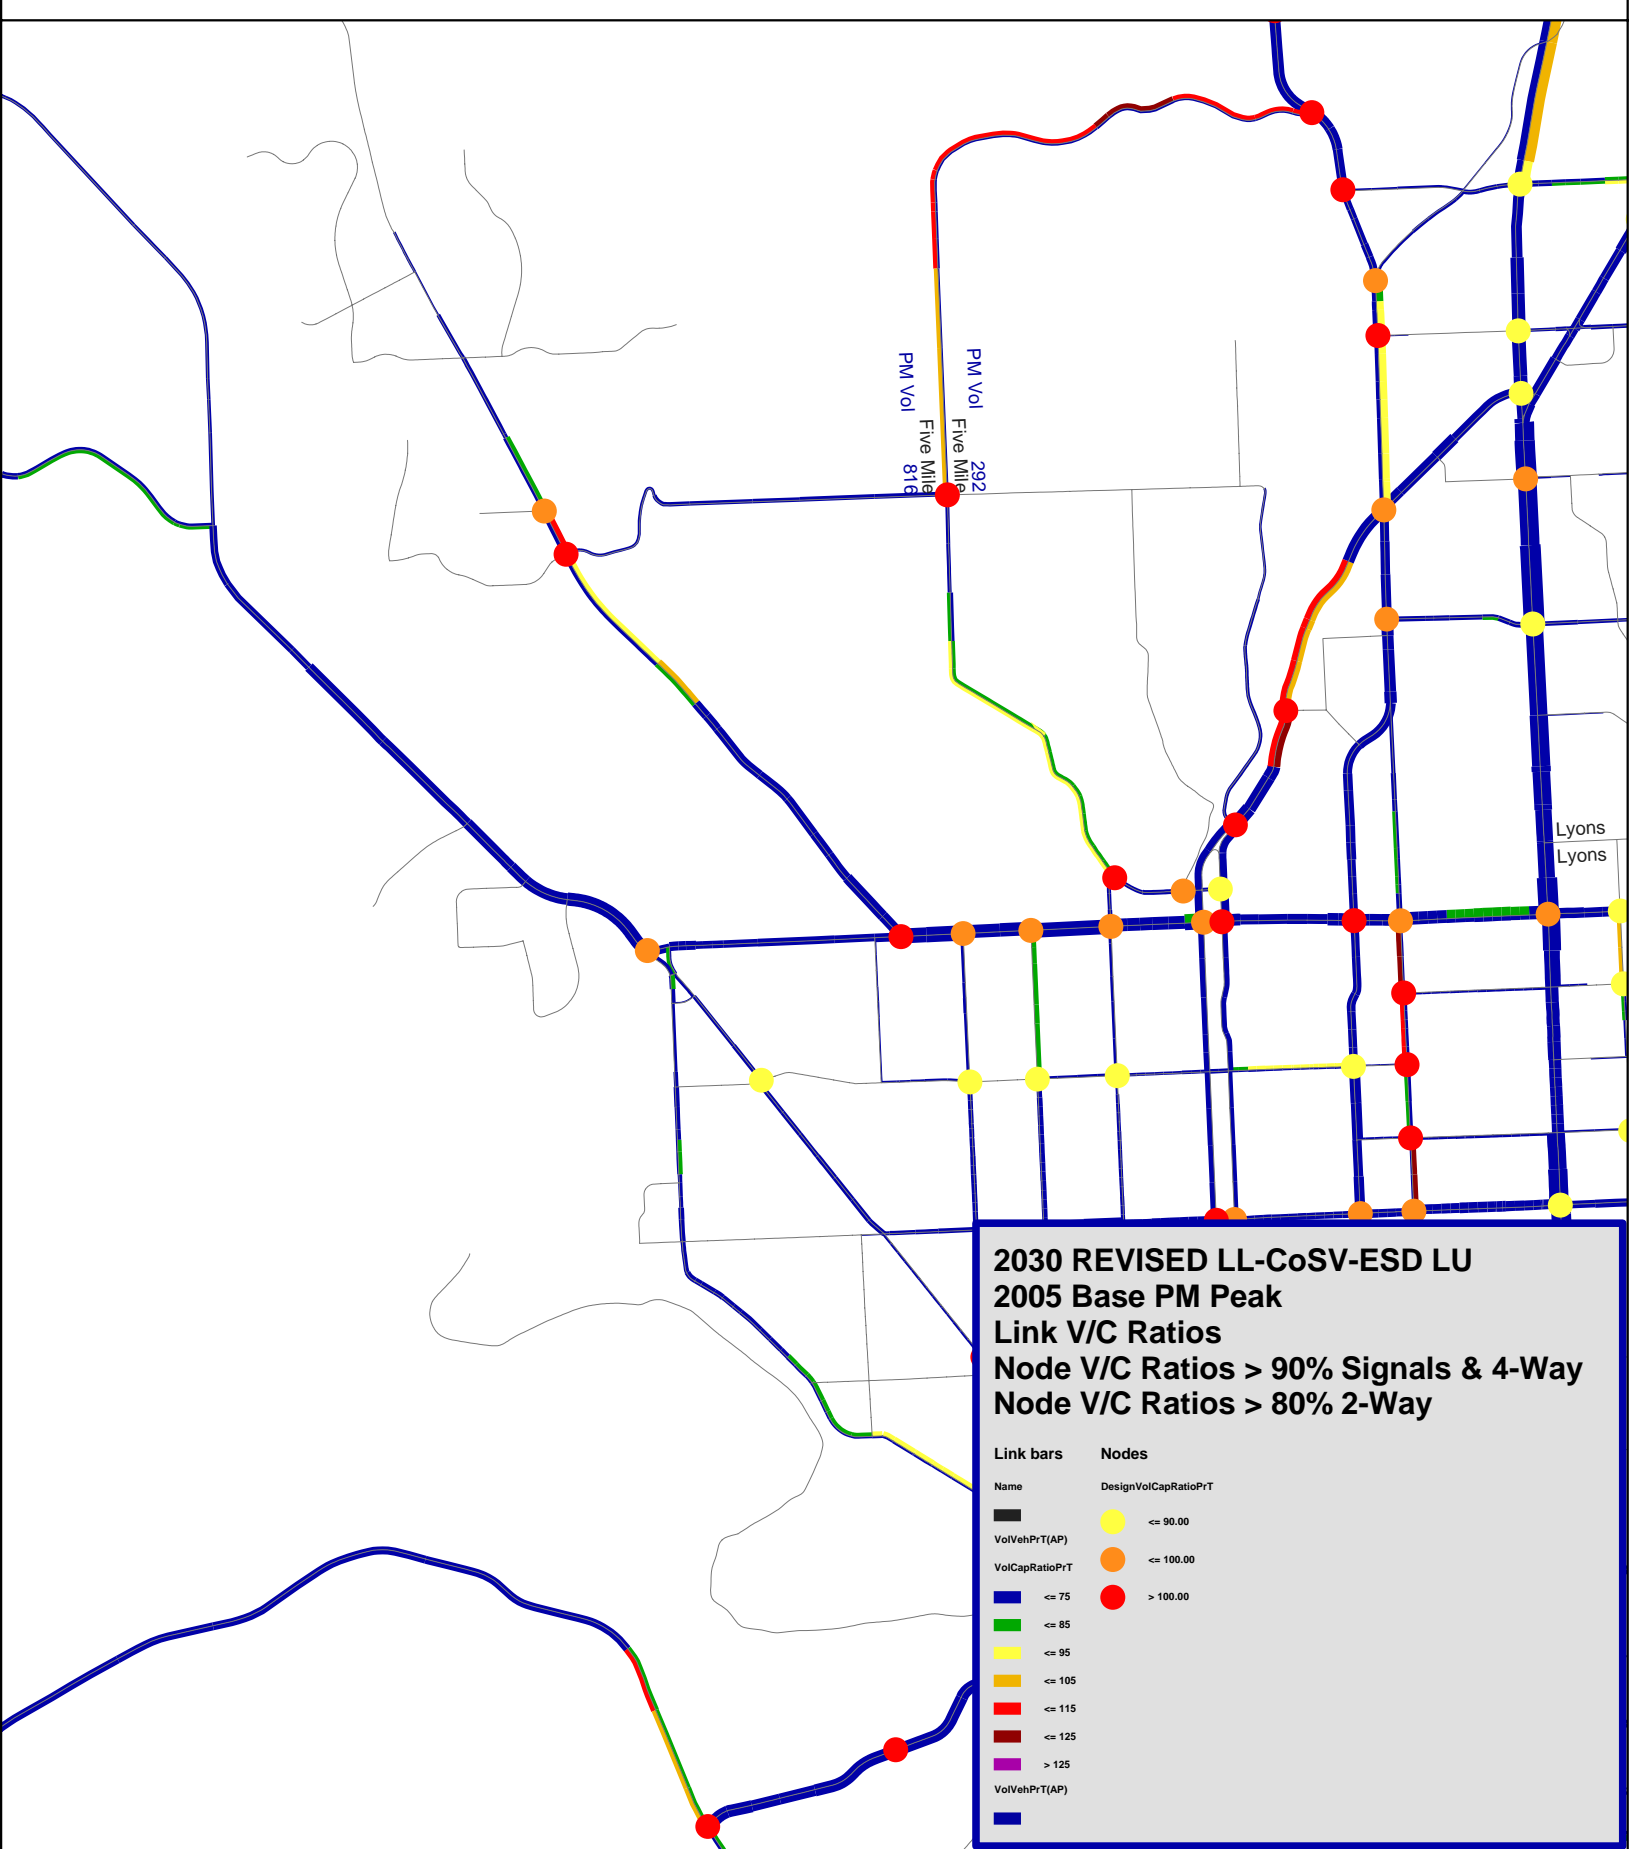 PM Vol
PM Vol
Five Mile
Five Mile
816
292
Lyons
Lyons
2030 REVISED LL-CoSV-ESD LU
2005 Base PM Peak
Link V/C Ratios
Node V/C Ratios > 90% Signals & 4-Way
Node V/C Ratios > 80% 2-Way
Link bars
Name
VolVehPrT(AP)
VolCapRatioPrT
<= 75
<= 85
<= 95
<= 105
<= 115
<= 125
> 125
VolVehPrT(AP)
Nodes
DesignVolCapRatioPrT
<= 90.00
<= 100.00
> 100.00